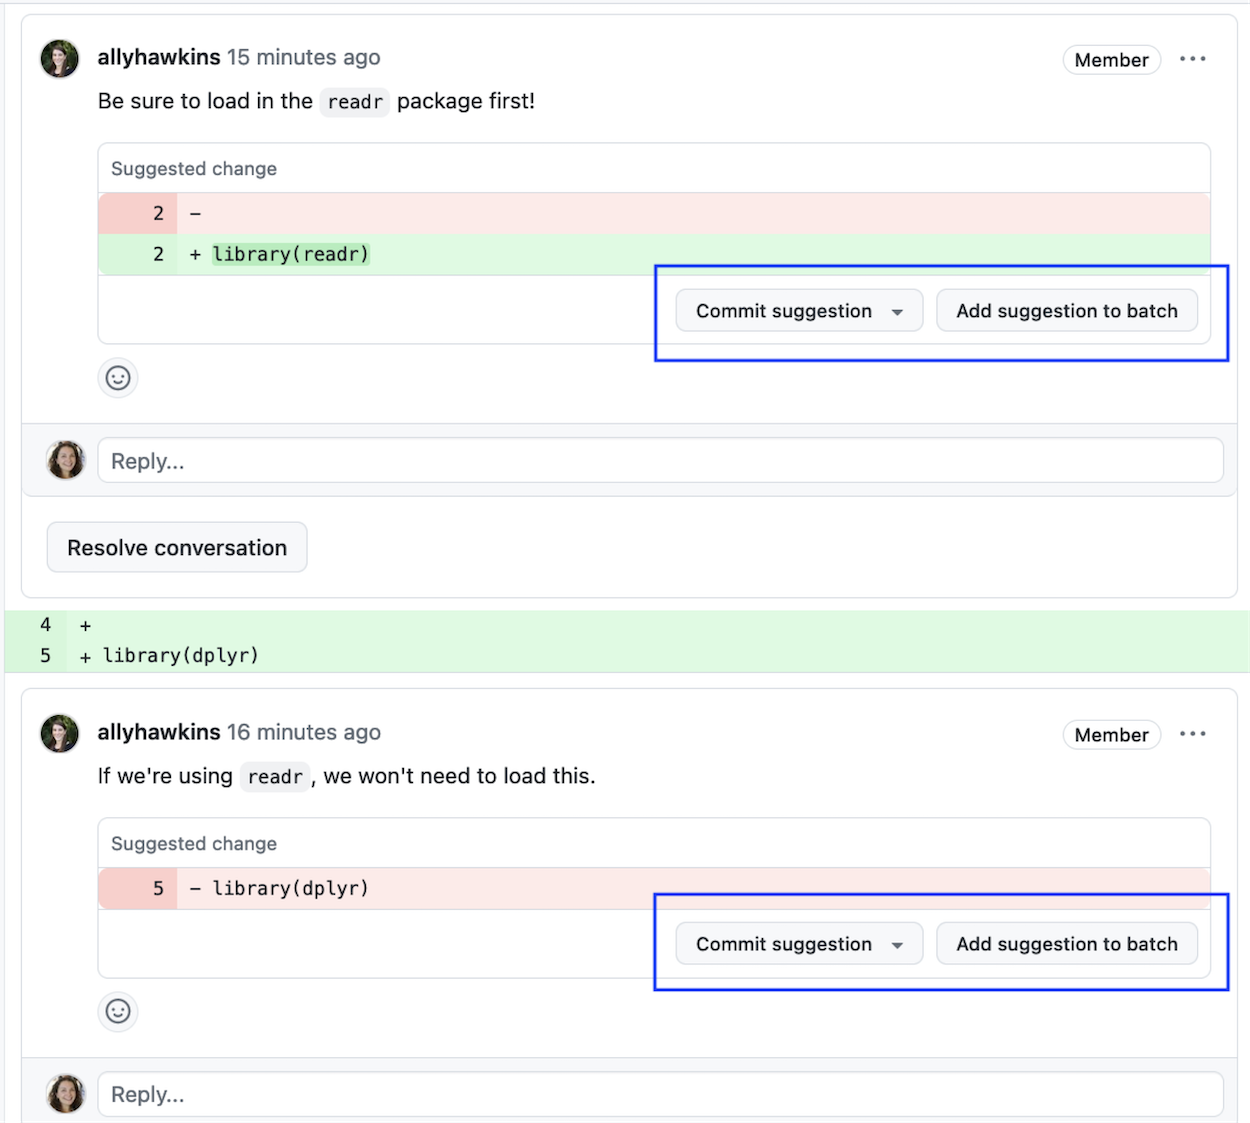 allyhawkins 15 minutes ago Member ···
Be sure to load in the readr package first!
Suggested change
2 −
2 + library(readr)
Commit suggestion Add suggestion to batch
Reply...
Resolve conversation
4 +
5 + library(dplyr)
allyhawkins 16 minutes ago Member ···
If we're using readr, we won't need to load this.
Suggested change
5 − library(dplyr)
Commit suggestion Add suggestion to batch
Reply...